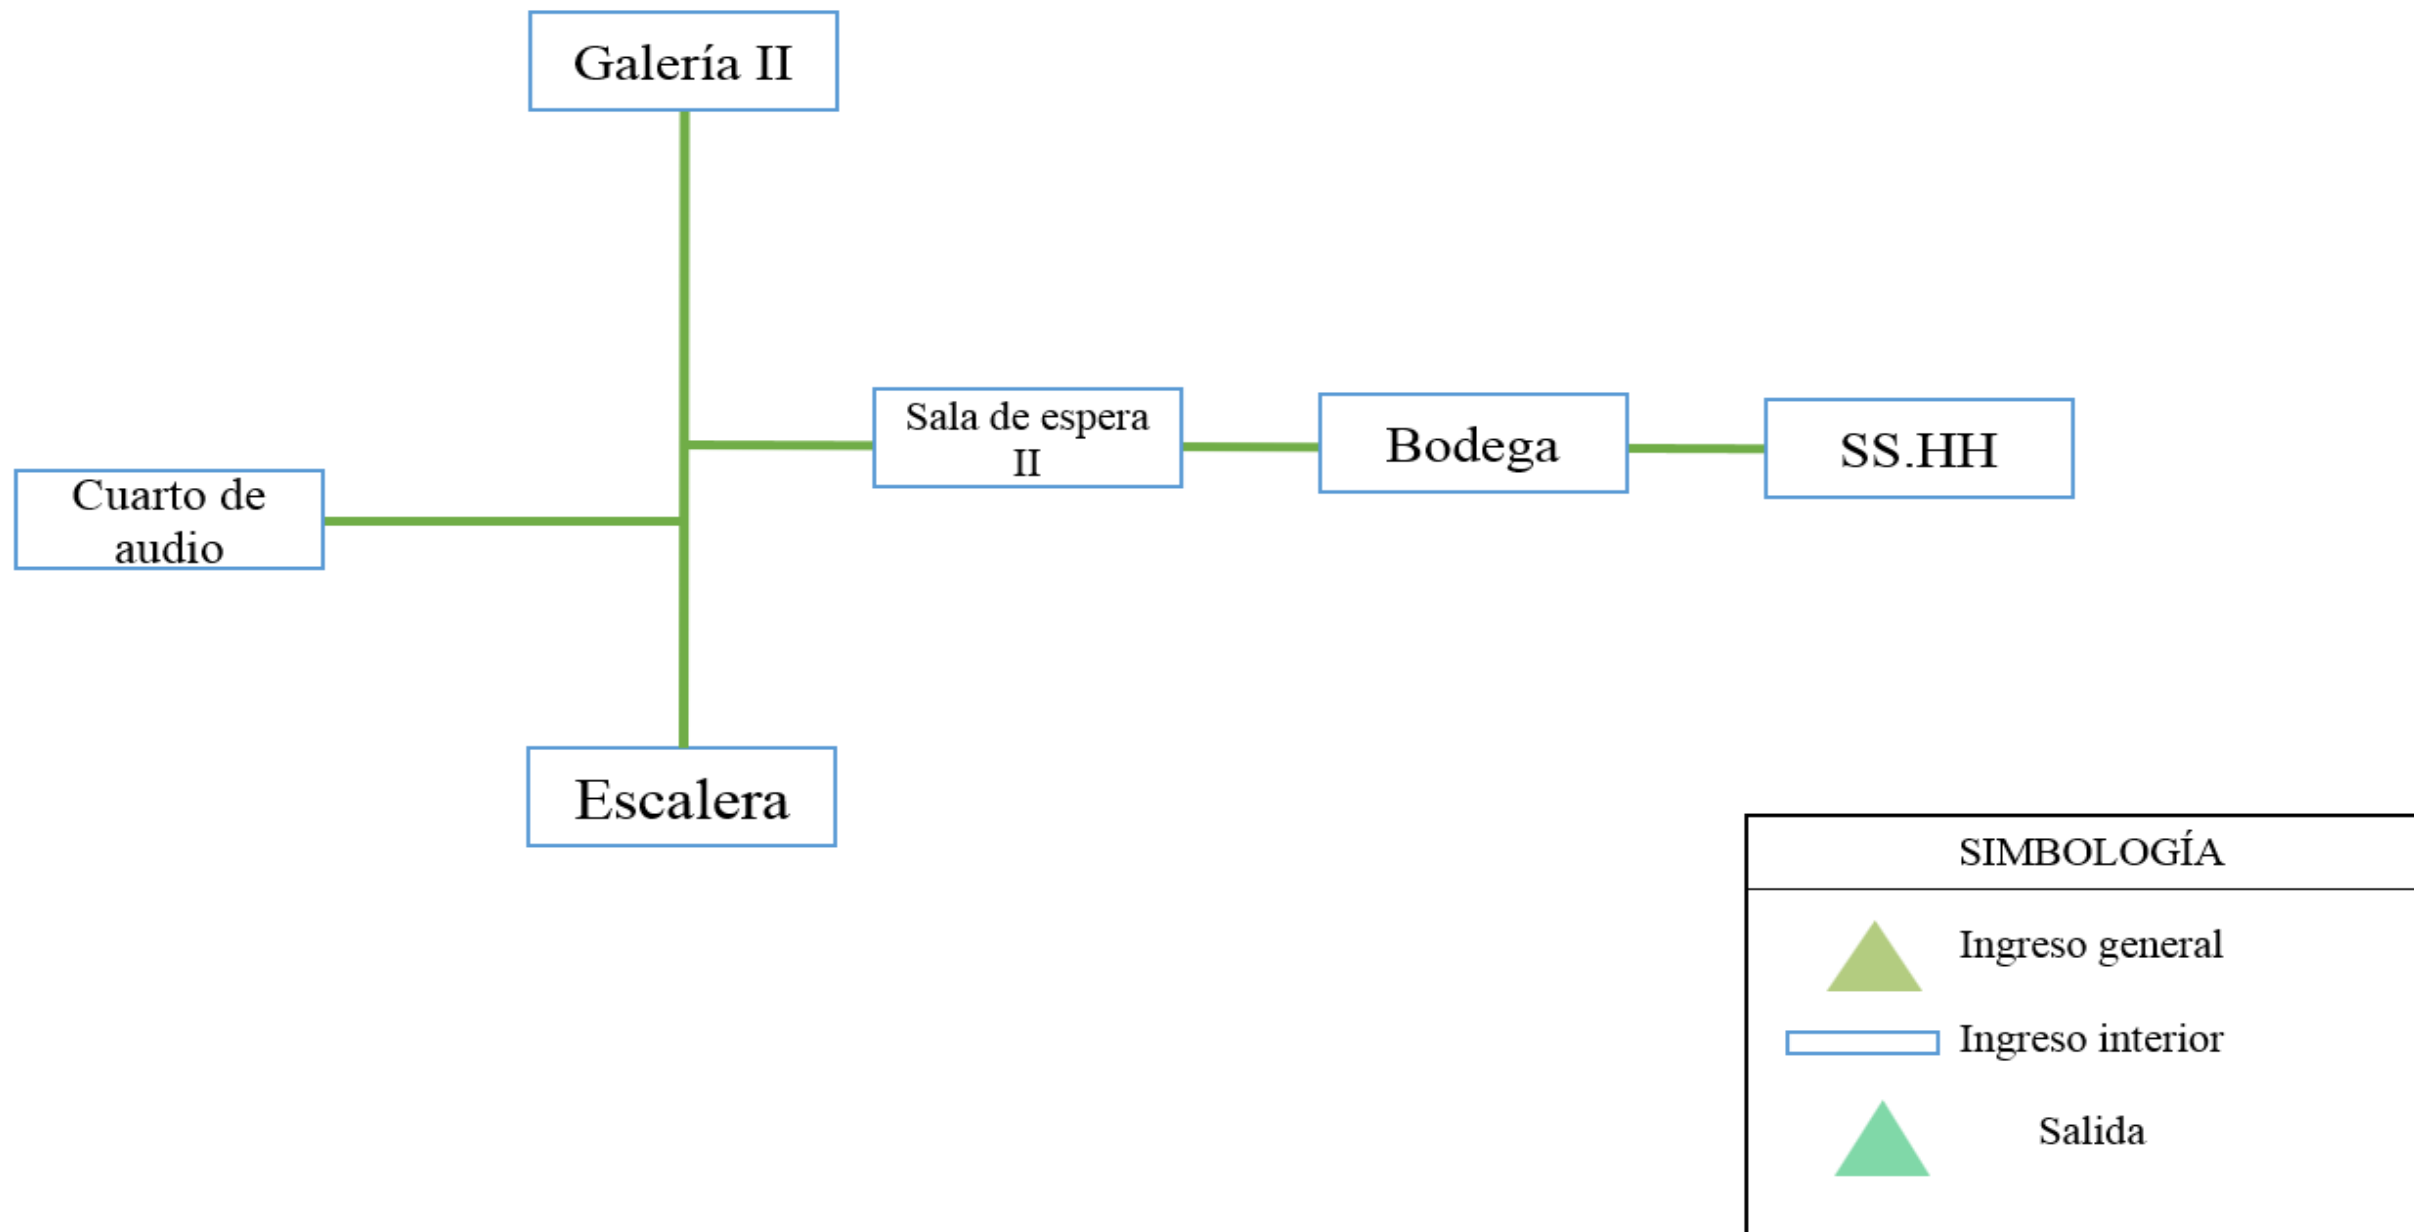 Galería II
Sala de espera
II
Bodega
SS.HH
Cuarto de
audio
Escalera
SIMBOLOGÍA
Ingreso general
Ingreso interior
Salida